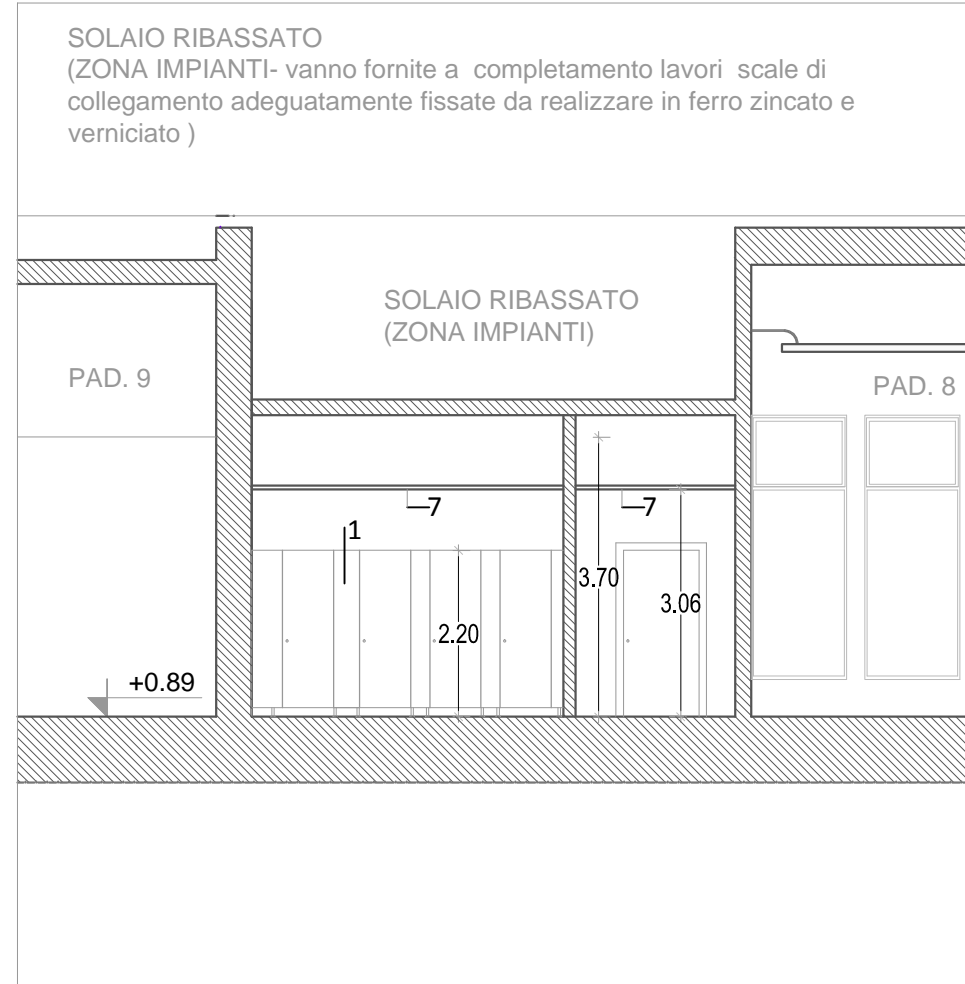 SOLAIO RIBASSATO
(ZONA IMPIANTI- vanno fornite a  completamento lavori  scale di
collegamento adeguatamente fissate da realizzare in ferro zincato e
verniciato )
SOLAIO RIBASSATO
(ZONA IMPIANTI)
PAD. 9
PAD. 8
7
7
1
3.70
3.06
2.20
+0.89